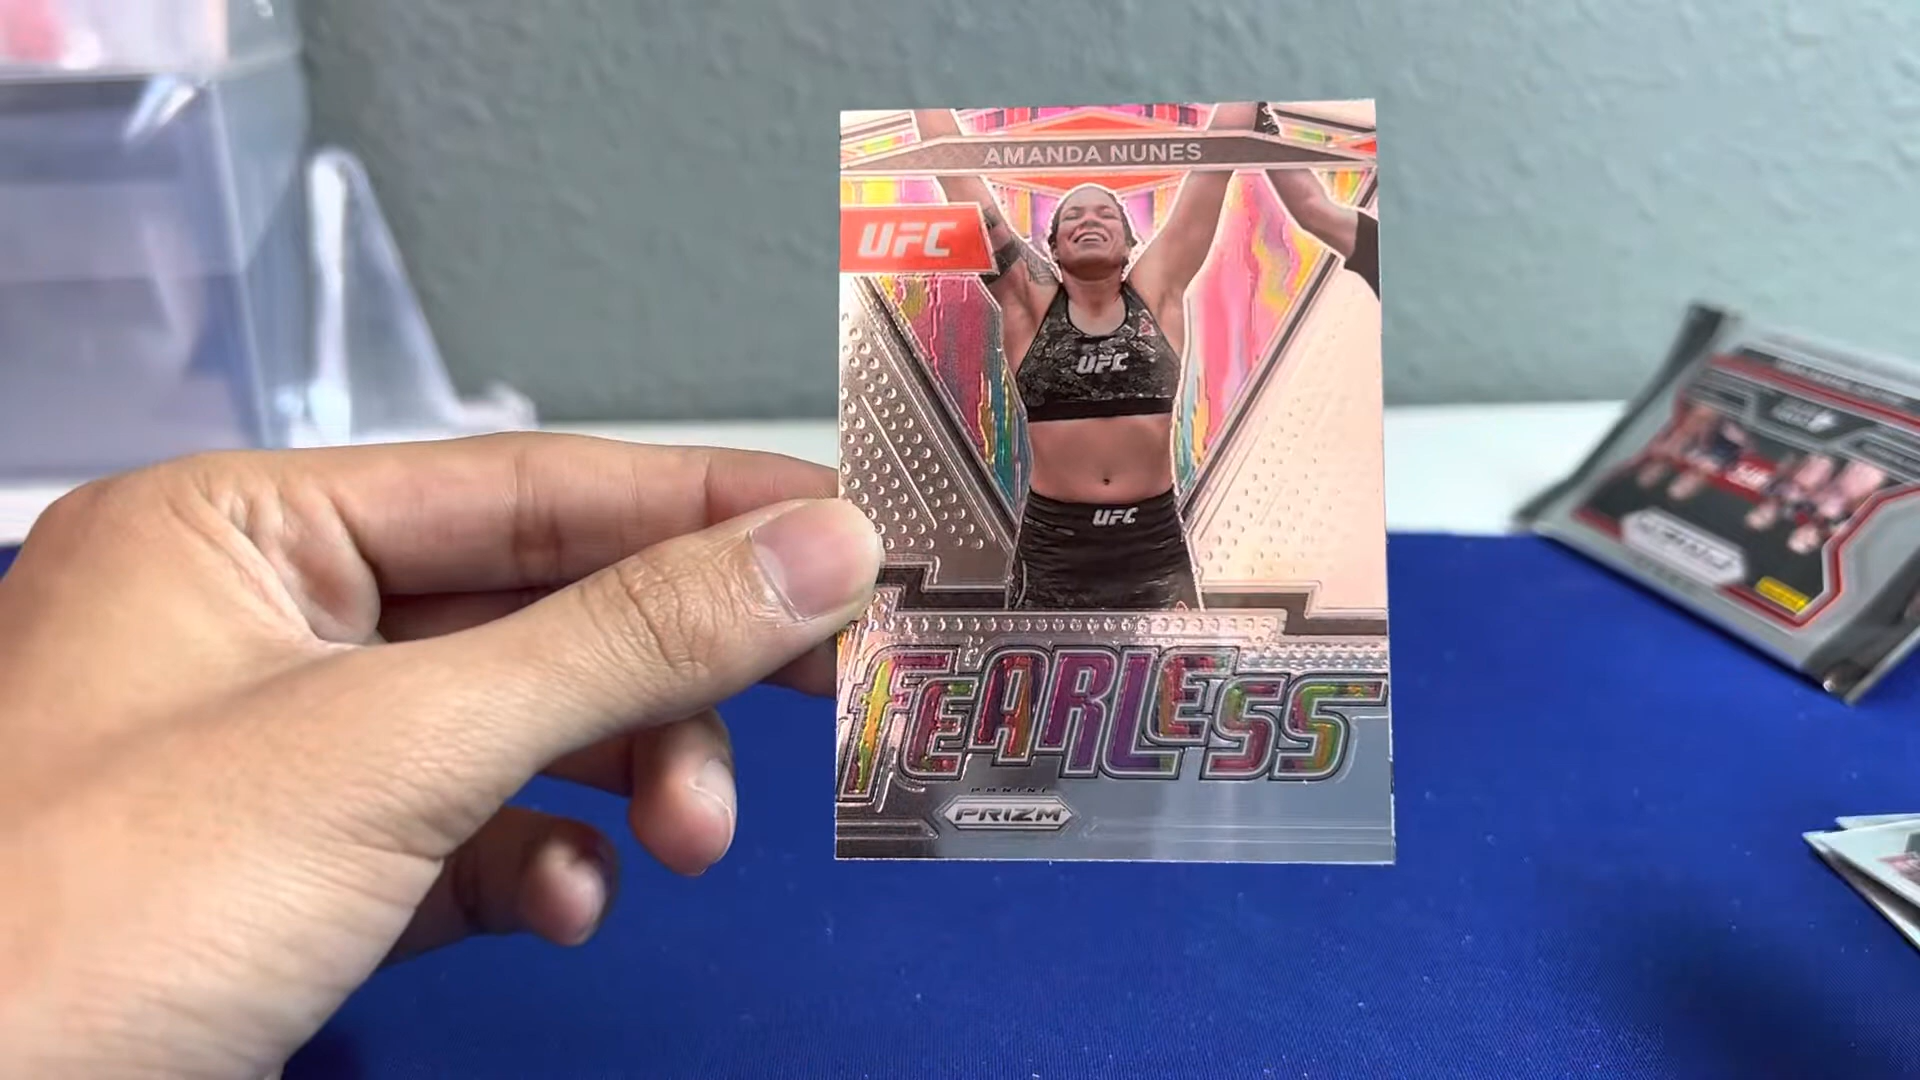 AMANDA NUNES
UFC
UFC
UFC
FEARLESS
PANINI
PRIZM